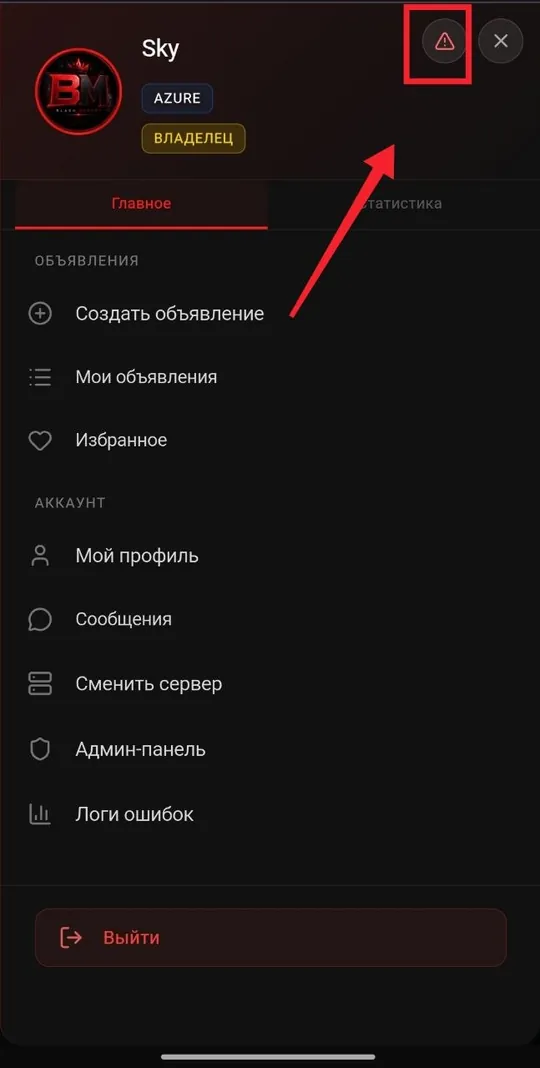 Sky
BM
AZURE
ВЛАДЕЛЕЦ
Главное
Статистика
ОБЪЯВЛЕНИЯ
Создать объявление
Мои объявления
Избранное
АККАУНТ
Мой профиль
Сообщения
Сменить сервер
Админ-панель
Логи ошибок
Выйти